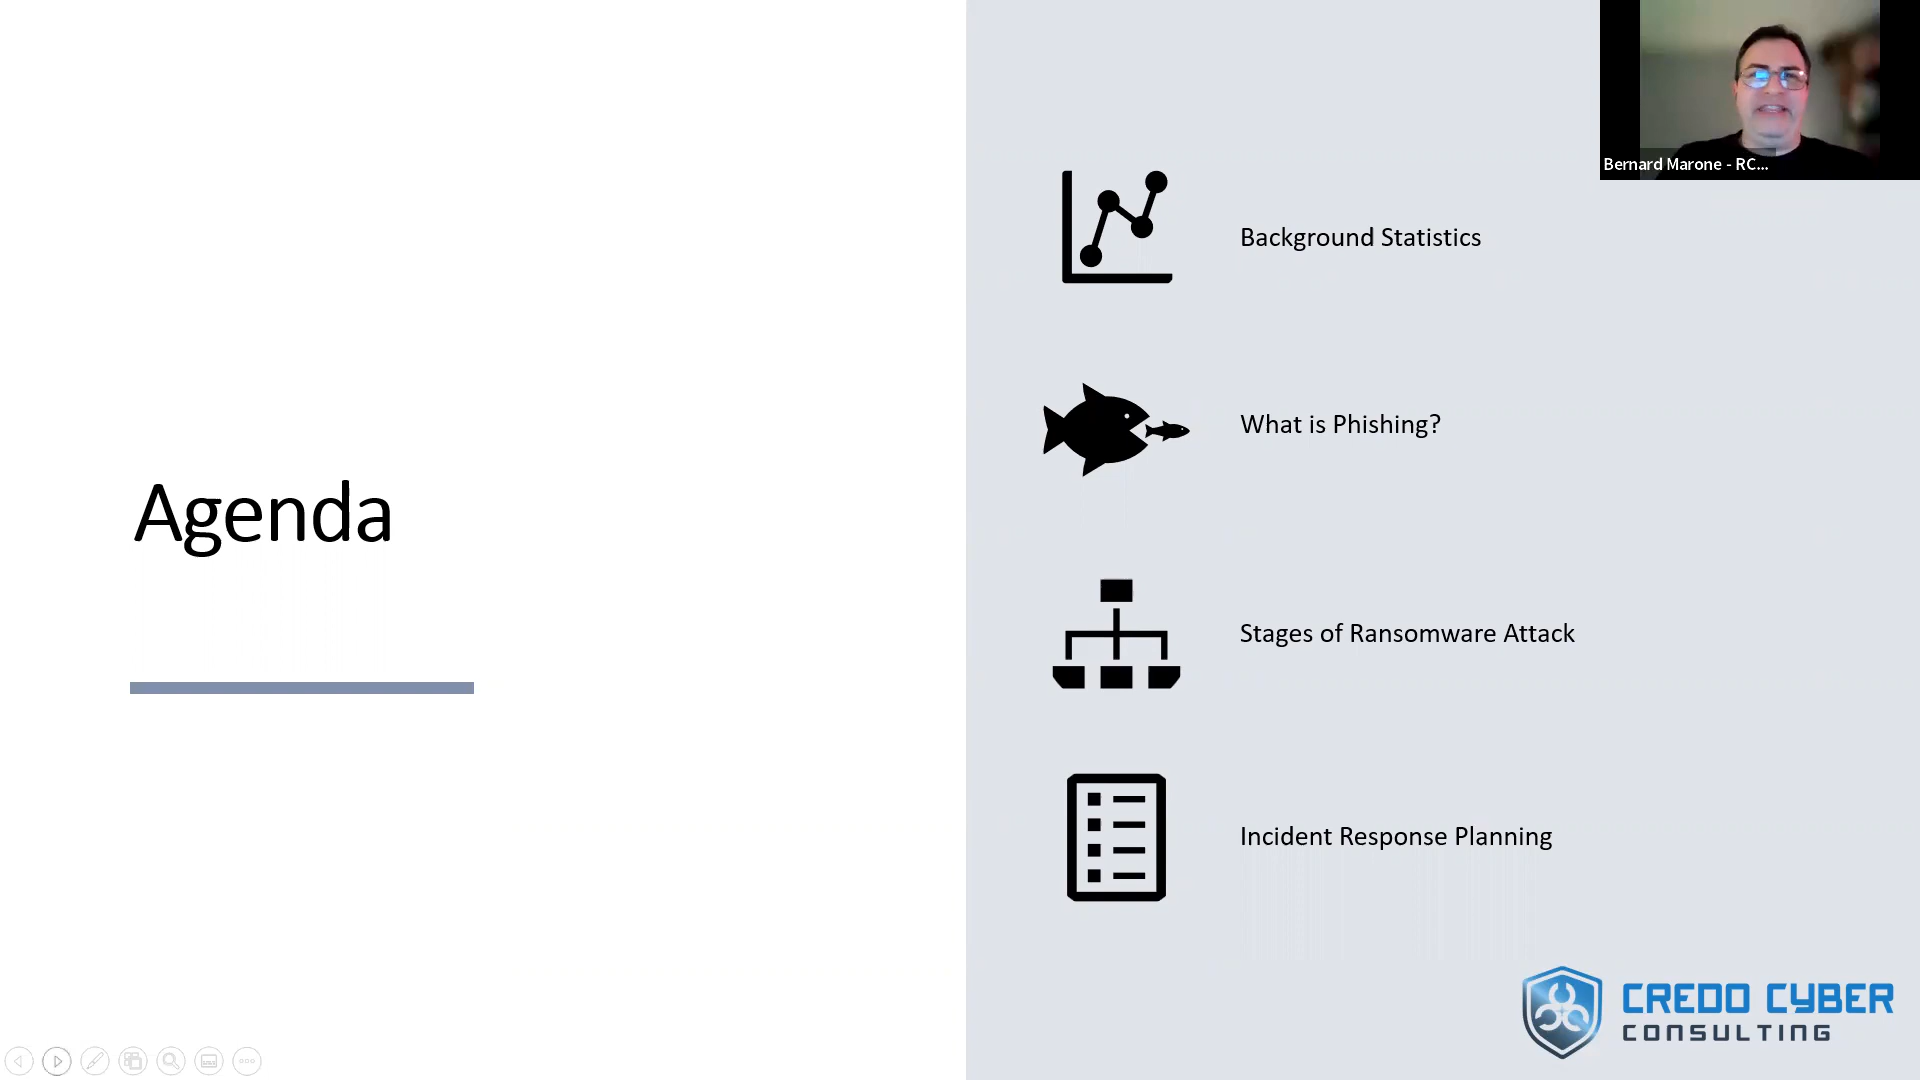 Bernard Marone - RC...
Agenda
Background Statistics
What is Phishing?
Stages of Ransomware Attack
Incident Response Planning
CREDO CYBER
CONSULTING